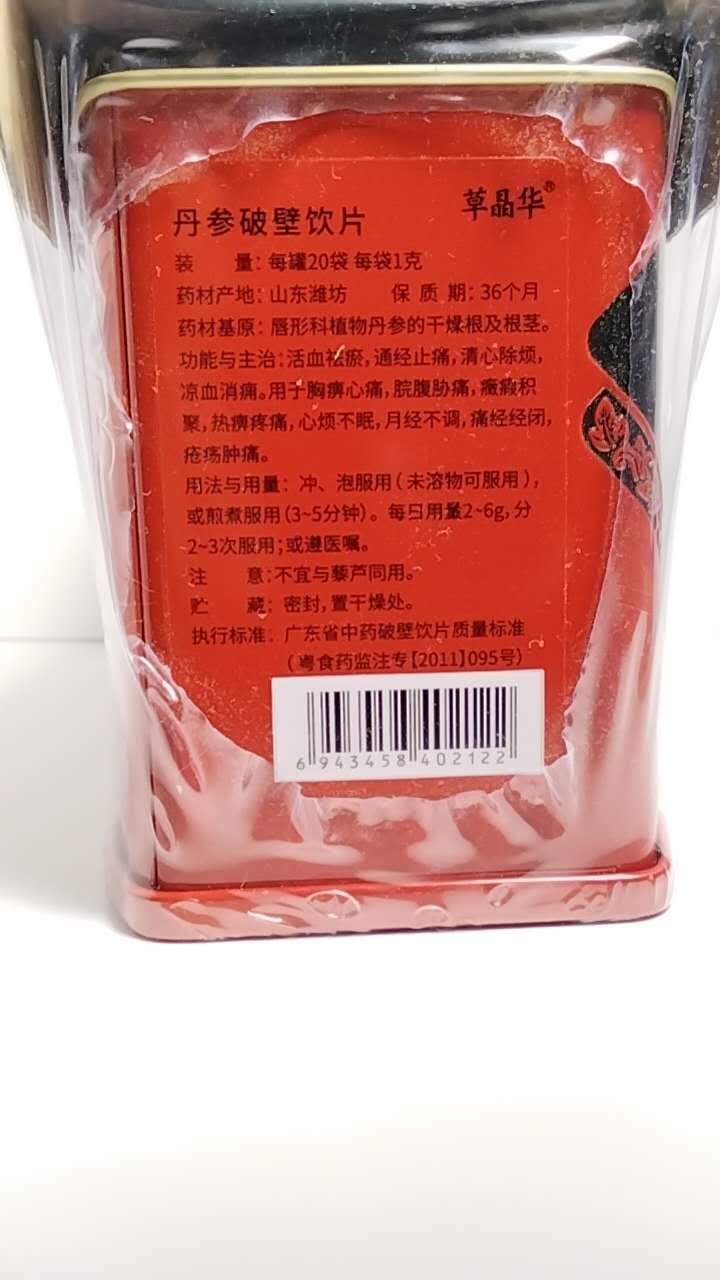 草晶华®
丹参破壁饮片
装 量：每罐20袋 每袋1克
药材产地：山东潍坊 保 质 期：36个月
药材基原：唇形科植物丹参的干燥根及根茎。
功能与主治：活血祛瘀，通经止痛，清心除烦，
凉血消痈。用于胸痹心痛，脘腹胁痛，癥瘕积
聚，热痹疼痛，心烦不眠，月经不调，痛经经闭，
疮疡肿痛。
用法与用量：冲、泡服用（未溶物可服用），
或煎煮服用（3~5分钟）。每日用量2~6g，分
2~3次服用；或遵医嘱。
注 意：不宜与藜芦同用。
贮 藏：密封，置干燥处。
执行标准：广东省中药破壁饮片质量标准
（粤食药监注专【2011】095号）
6 943458 402122